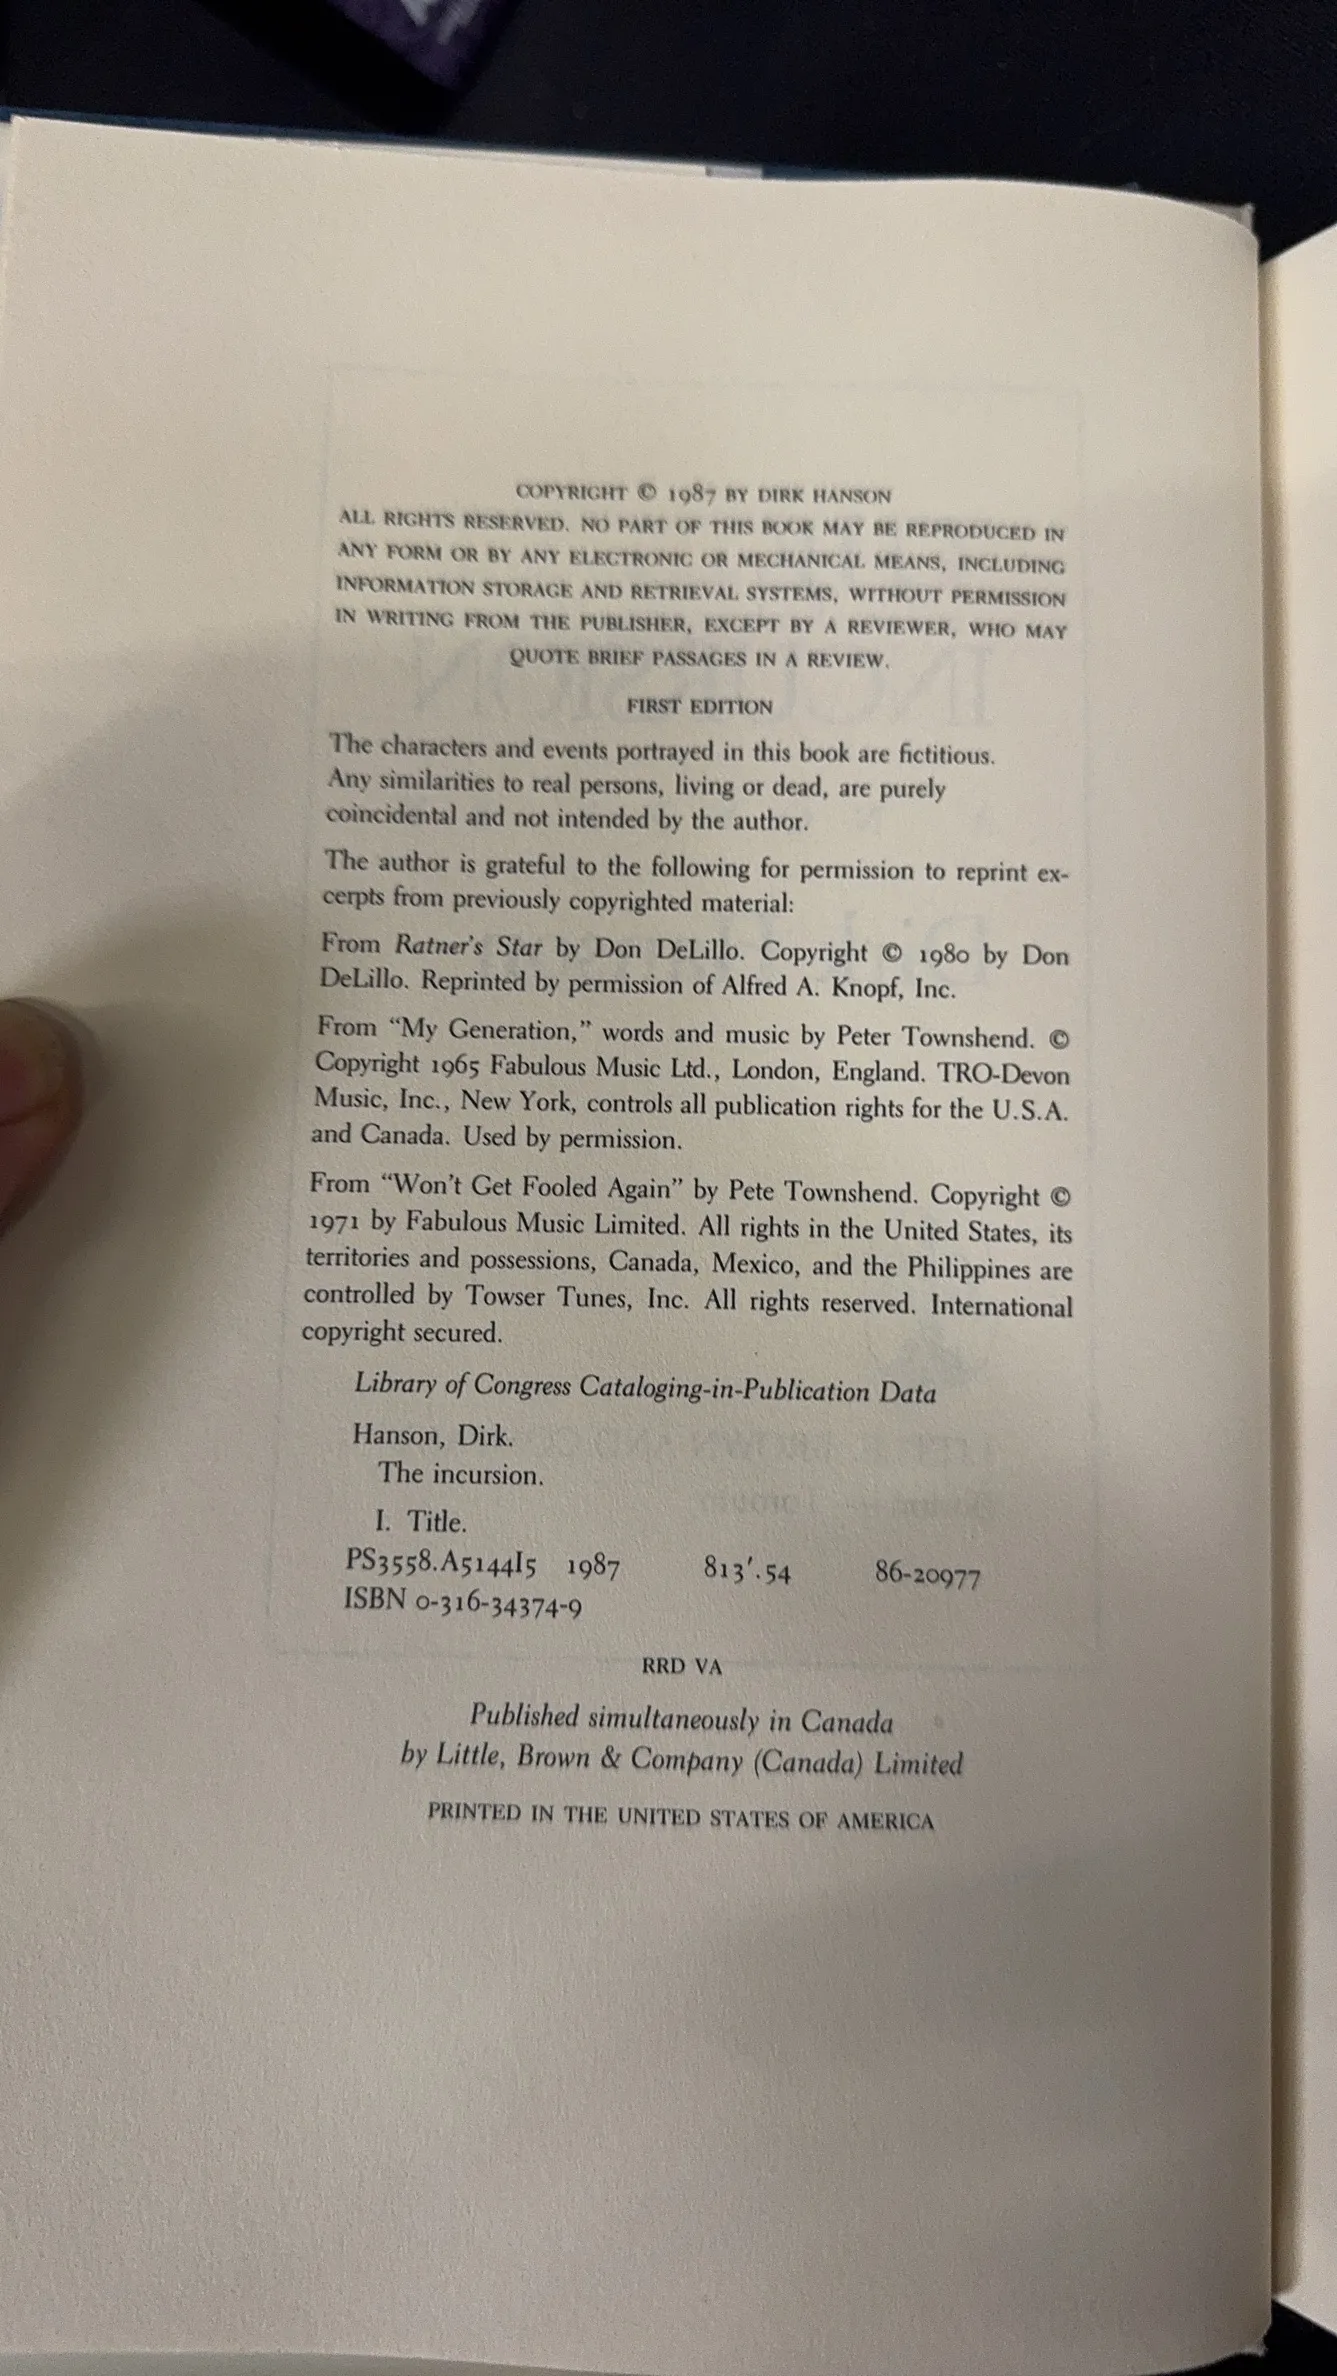 COPYRIGHT © 1987 BY DIRK HANSON
ALL RIGHTS RESERVED. NO PART OF THIS BOOK MAY BE REPRODUCED IN
ANY FORM OR BY ANY ELECTRONIC OR MECHANICAL MEANS, INCLUDING
INFORMATION STORAGE AND RETRIEVAL SYSTEMS, WITHOUT PERMISSION
IN WRITING FROM THE PUBLISHER, EXCEPT BY A REVIEWER, WHO MAY
QUOTE BRIEF PASSAGES IN A REVIEW.
FIRST EDITION
The characters and events portrayed in this book are fictitious.
Any similarities to real persons, living or dead, are purely
coincidental and not intended by the author.
The author is grateful to the following for permission to reprint ex-
cerpts from previously copyrighted material:
From Ratner's Star by Don DeLillo. Copyright © 1980 by Don
DeLillo. Reprinted by permission of Alfred A. Knopf, Inc.
From “My Generation,” words and music by Peter Townshend. ©
Copyright 1965 Fabulous Music Ltd., London, England. TRO-Devon
Music, Inc., New York, controls all publication rights for the U.S.A.
and Canada. Used by permission.
From “Won't Get Fooled Again” by Pete Townshend. Copyright ©
1971 by Fabulous Music Limited. All rights in the United States, its
territories and possessions, Canada, Mexico, and the Philippines are
controlled by Towser Tunes, Inc. All rights reserved. International
copyright secured.
Library of Congress Cataloging-in-Publication Data
Hanson, Dirk.
The incursion.
I. Title.
PS3558.A5144I5 1987 813′.54 86-20977
ISBN 0-316-34374-9
RRD VA
Published simultaneously in Canada
by Little, Brown & Company (Canada) Limited
PRINTED IN THE UNITED STATES OF AMERICA